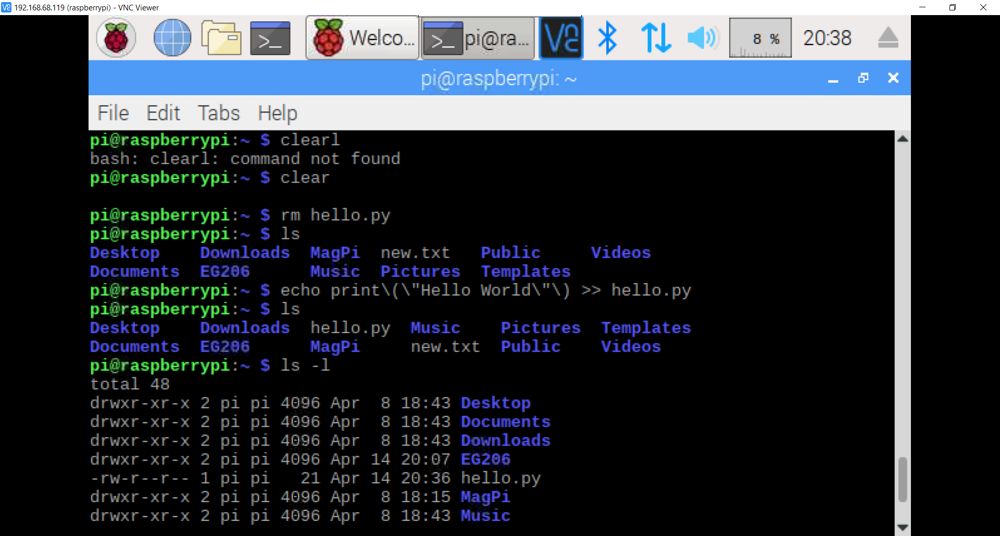 192.168.68.119 (raspberrypi) - VNC Viewer
Welco... pi@ra... 8 % 20:38
pi@raspberrypi: ~
File Edit Tabs Help
pi@raspberrypi:~ $ clearl
bash: clearl: command not found
pi@raspberrypi:~ $ clear
pi@raspberrypi:~ $ rm hello.py
pi@raspberrypi:~ $ ls
Desktop Downloads MagPi new.txt Public Videos
Documents EG206 Music Pictures Templates
pi@raspberrypi:~ $ echo print\(\"Hello World\"\) >> hello.py
pi@raspberrypi:~ $ ls
Desktop Downloads hello.py Music Pictures Templates
Documents EG206 MagPi new.txt Public Videos
pi@raspberrypi:~ $ ls -l
total 48
drwxr-xr-x 2 pi pi 4096 Apr 8 18:43 Desktop
drwxr-xr-x 2 pi pi 4096 Apr 8 18:43 Documents
drwxr-xr-x 2 pi pi 4096 Apr 8 18:43 Downloads
drwxr-xr-x 2 pi pi 4096 Apr 14 20:07 EG206
-rw-r--r-- 1 pi pi 21 Apr 14 20:36 hello.py
drwxr-xr-x 2 pi pi 4096 Apr 8 18:15 MagPi
drwxr-xr-x 2 pi pi 4096 Apr 8 18:43 Music